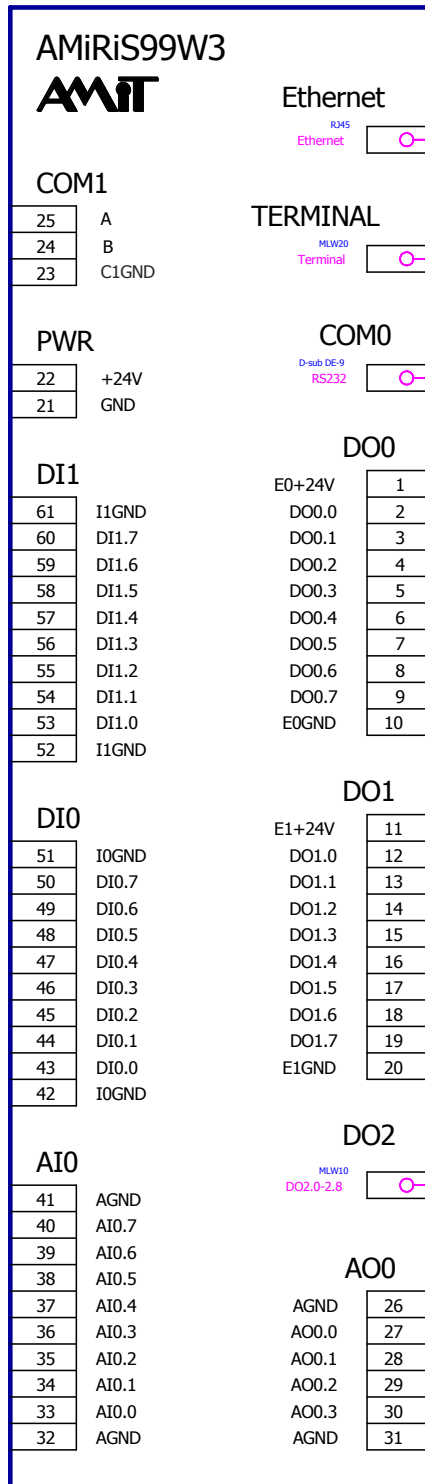 AMiRiS99W3
AMiT
Ethernet
RJ45
Ethernet
COM1
25 A
24 B
23 C1GND
TERMINAL
MLW20
Terminal
PWR
22 +24V
21 GND
COM0
D-sub DE-9
RS232
DI1
61 I1GND
60 DI1.7
59 DI1.6
58 DI1.5
57 DI1.4
56 DI1.3
55 DI1.2
54 DI1.1
53 DI1.0
52 I1GND
DO0
E0+24V 1
DO0.0 2
DO0.1 3
DO0.2 4
DO0.3 5
DO0.4 6
DO0.5 7
DO0.6 8
DO0.7 9
E0GND 10
DI0
51 I0GND
50 DI0.7
49 DI0.6
48 DI0.5
47 DI0.4
46 DI0.3
45 DI0.2
44 DI0.1
43 DI0.0
42 I0GND
DO1
E1+24V 11
DO1.0 12
DO1.1 13
DO1.2 14
DO1.3 15
DO1.4 16
DO1.5 17
DO1.6 18
DO1.7 19
E1GND 20
AI0
41 AGND
40 AI0.7
39 AI0.6
38 AI0.5
37 AI0.4
36 AI0.3
35 AI0.2
34 AI0.1
33 AI0.0
32 AGND
DO2
MLW10
DO2.0-2.8
AO0
AGND 26
AO0.0 27
AO0.1 28
AO0.2 29
AO0.3 30
AGND 31